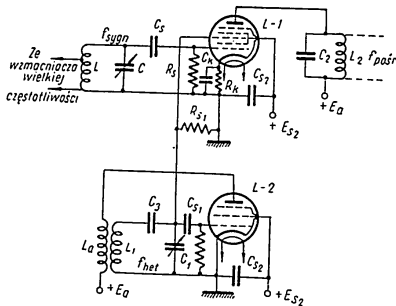 f_sygn
C_s
L-1
Ze
wzmacniacza
wielkiej
częstotliwości
L
C
R_s
C_k
R_k
C_s2
C_2
L_2
f_pośr
+ E_a
+ E_s2
R_s1
L-2
C_3
C_s1
L_a
L_1
C_1
f_het
C_s2
+ E_a
+ E_s2